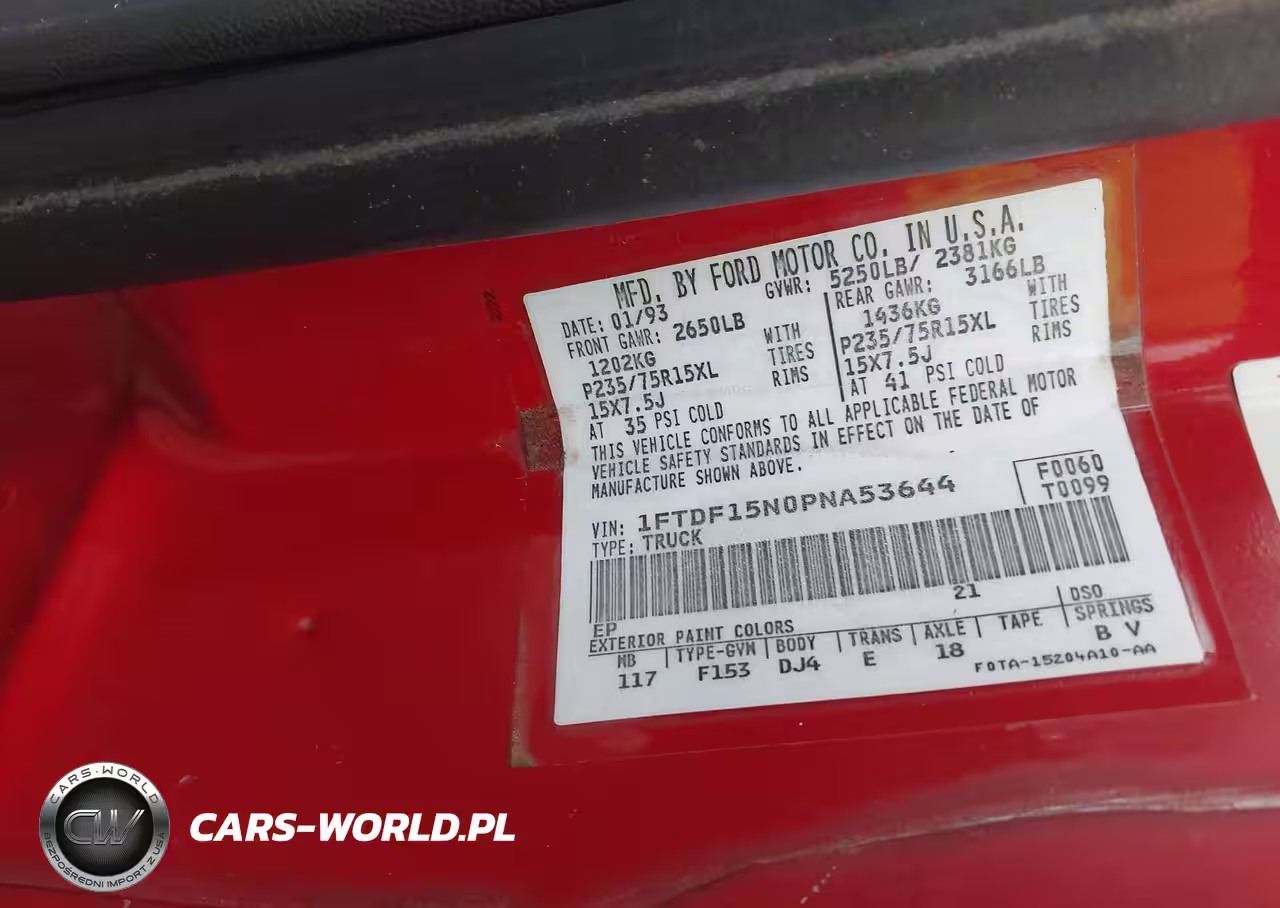 MFD. BY FORD MOTOR CO. IN U.S.A.
DATE: 01/93 GVWR: 5250LB/ 2381KG
FRONT GAWR: 2650LB REAR GAWR: 3166LB
1202KG WITH 1436KG WITH
P235/75R15XL TIRES P235/75R15XL TIRES
15X7.5J RIMS 15X7.5J RIMS
AT 35 PSI COLD AT 41 PSI COLD
THIS VEHICLE CONFORMS TO ALL APPLICABLE FEDERAL MOTOR
VEHICLE SAFETY STANDARDS IN EFFECT ON THE DATE OF
MANUFACTURE SHOWN ABOVE.
F0060
VIN: 1FTDF15N0PNA53644 T0099
TYPE: TRUCK
21
EP
EXTERIOR PAINT COLORS DSO
WB TYPE-GVW BODY TRANS AXLE TAPE SPRINGS
117 F153 DJ4 E 18 B V
F0TA-15204A10-AA
CARS-WORLD
CW
BEZPOŚREDNI IMPORT Z USA
CARS-WORLD.PL